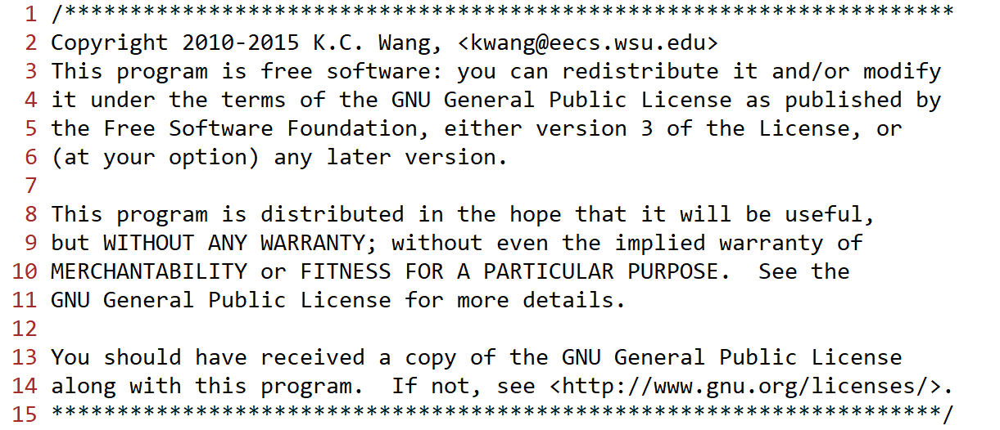 1 /********************************************************************
2 Copyright 2010-2015 K.C. Wang, <kwang@eecs.wsu.edu>
3 This program is free software: you can redistribute it and/or modify
4 it under the terms of the GNU General Public License as published by
5 the Free Software Foundation, either version 3 of the License, or
6 (at your option) any later version.
7
8 This program is distributed in the hope that it will be useful,
9 but WITHOUT ANY WARRANTY; without even the implied warranty of
10 MERCHANTABILITY or FITNESS FOR A PARTICULAR PURPOSE.  See the
11 GNU General Public License for more details.
12
13 You should have received a copy of the GNU General Public License
14 along with this program.  If not, see <http://www.gnu.org/licenses/>.
15 ********************************************************************/